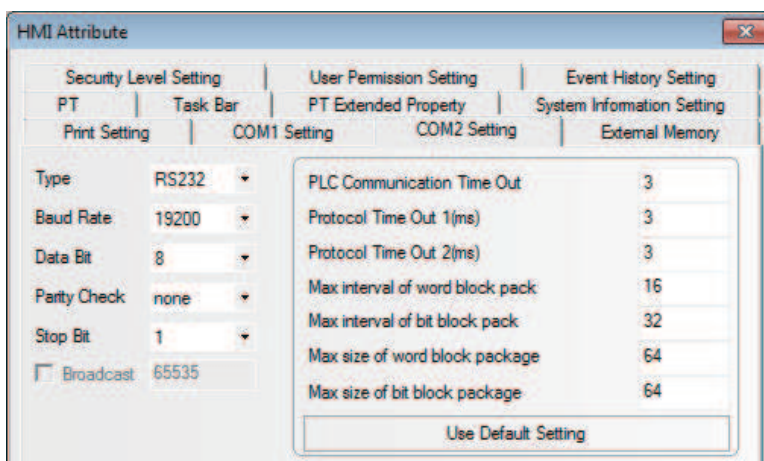 HMI Attribute
Security Level Setting User Permission Setting Event History Setting
PT Task Bar PT Extended Property System Information Setting
Print Setting COM1 Setting COM2 Setting External Memory
Type RS232
Baud Rate 19200
Data Bit 8
Parity Check none
Stop Bit 1
Broadcast 65535
PLC Communication Time Out 3
Protocol Time Out 1(ms) 3
Protocol Time Out 2(ms) 3
Max interval of word block pack 16
Max interval of bit block pack 32
Max size of word block package 64
Max size of bit block package 64
Use Default Setting